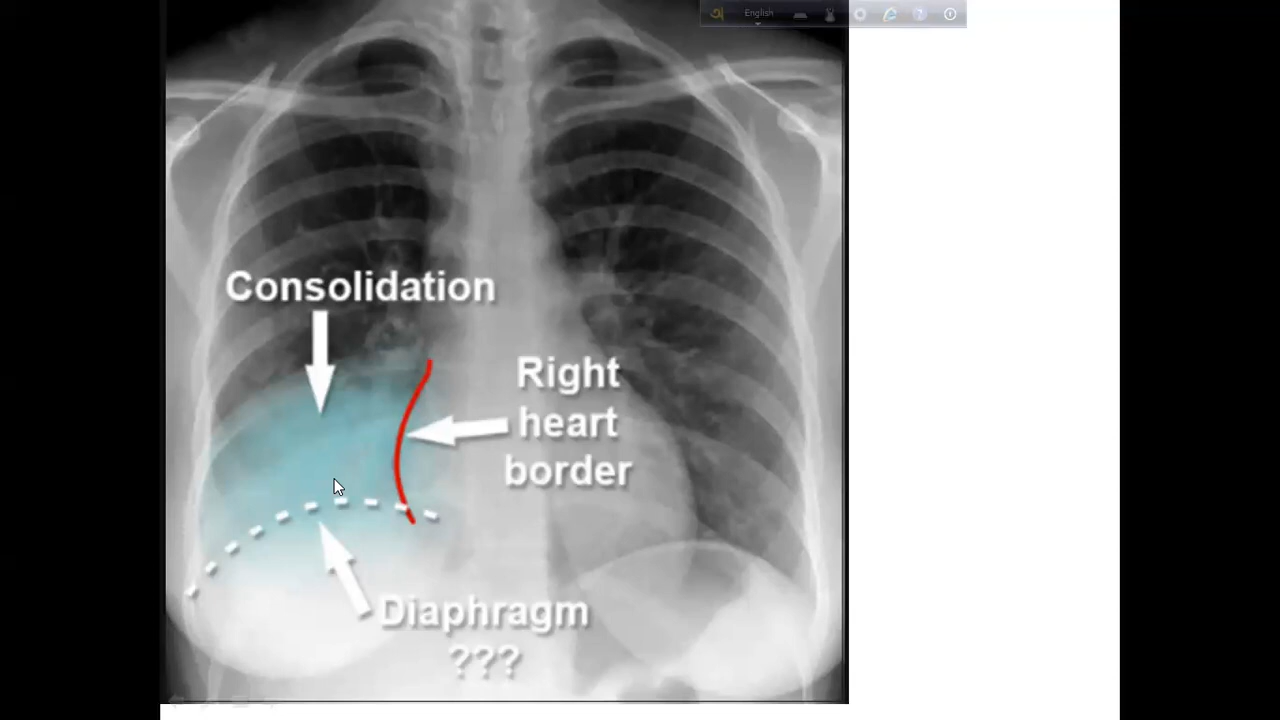 English
Consolidation
Right
heart
border
Diaphragm
???